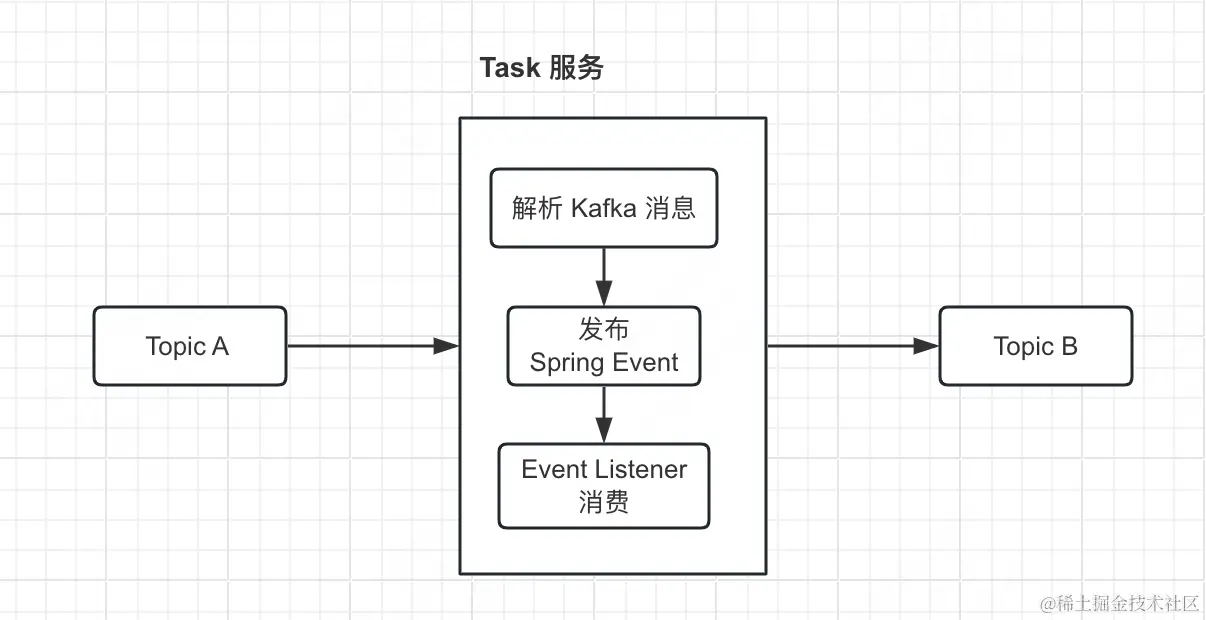 Task 服务
解析 Kafka 消息
Topic A
发布
Spring Event
Topic B
Event Listener
消费
@稀土掘金技术社区